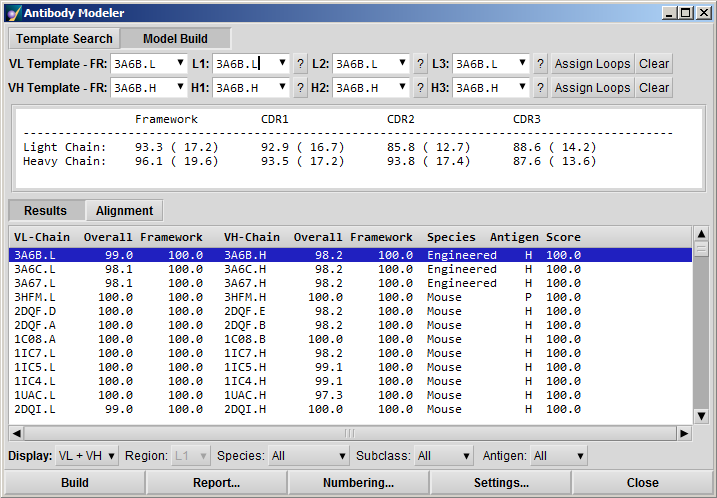 Antibody Modeler
Template Search Model Build
VL Template - FR: 3A6B.L L1: 3A6B.L ? L2: 3A6B.L ? L3: 3A6B.L ? Assign Loops Clear
VH Template - FR: 3A6B.H H1: 3A6B.H ? H2: 3A6B.H ? H3: 3A6B.H ? Assign Loops Clear
Framework CDR1 CDR2 CDR3
Light Chain: 93.3 ( 17.2) 92.9 ( 16.7) 85.8 ( 12.7) 88.6 ( 14.2)
Heavy Chain: 96.1 ( 19.6) 93.5 ( 17.2) 93.8 ( 17.4) 87.6 ( 13.6)
Results Alignment
VL-Chain Overall Framework VH-Chain Overall Framework Species Antigen Score
3A6B.L 99.0 100.0 3A6B.H 98.2 100.0 Engineered H 100.0
3A6C.L 98.1 100.0 3A6C.H 98.2 100.0 Engineered H 100.0
3A67.L 98.1 100.0 3A67.H 98.2 100.0 Engineered H 100.0
3HFM.L 100.0 100.0 3HFM.H 100.0 100.0 Mouse P 100.0
2DQF.D 100.0 100.0 2DQF.E 98.2 100.0 Mouse H 100.0
2DQF.A 100.0 100.0 2DQF.B 98.2 100.0 Mouse H 100.0
1C08.A 100.0 100.0 1C08.B 100.0 100.0 Mouse H 100.0
1IC7.L 100.0 100.0 1IC7.H 98.2 100.0 Mouse H 100.0
1IC5.L 100.0 100.0 1IC5.H 99.1 100.0 Mouse H 100.0
1IC4.L 100.0 100.0 1IC4.H 99.1 100.0 Mouse H 100.0
1UAC.L 100.0 100.0 1UAC.H 97.3 100.0 Mouse H 100.0
2DQI.L 99.0 100.0 2DQI.H 100.0 100.0 Mouse H 100.0
Display: VL + VH Region: L1 Species: All Subclass: All Antigen: All
Build Report... Numbering... Settings... Close